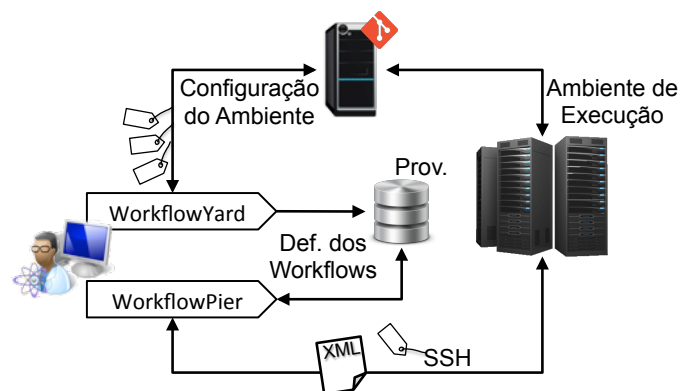 Configuração
do Ambiente
Ambiente de
Execução
Prov.
WorkflowYard
Def. dos
Workflows
WorkflowPier
XML
SSH